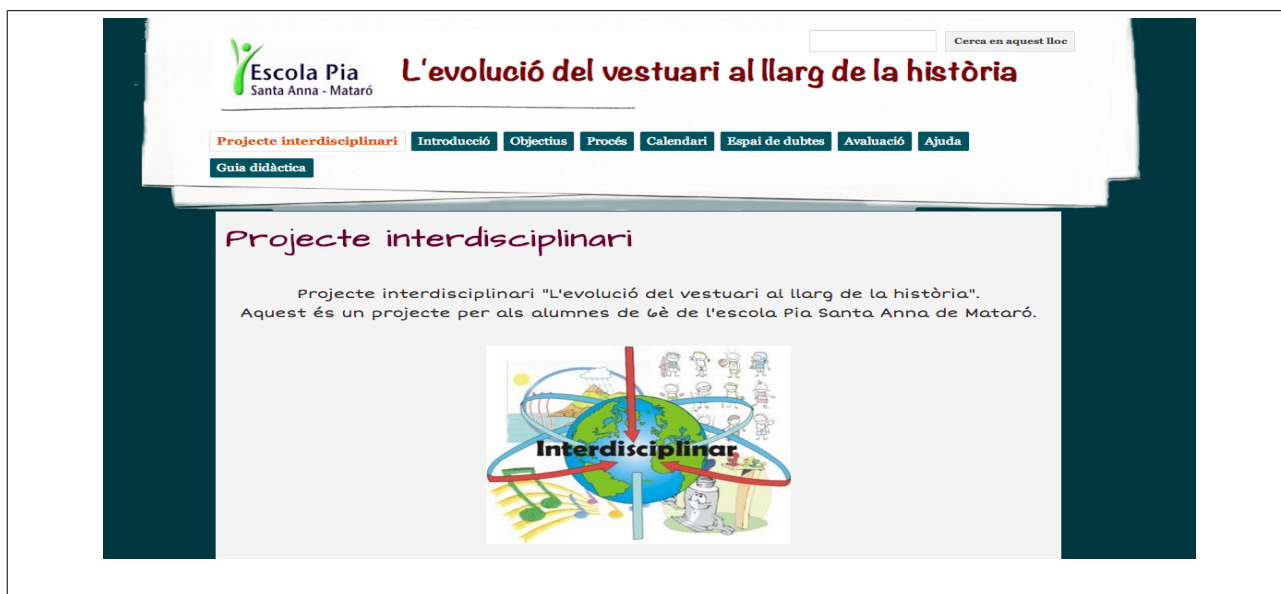 Cerca en aquest lloc
Escola Pia
Santa Anna - Mataró
L'evolució del vestuari al llarg de la història
Projecte interdisciplinari Introducció Objectius Procés Calendari Espai de dubtes Avaluació Ajuda
Guia didàctica
Projecte interdisciplinari
Projecte interdisciplinari "L'evolució del vestuari al llarg de la història".
Aquest és un projecte per als alumnes de 6è de l'escola Pia Santa Anna de Mataró.
Interdisciplinar